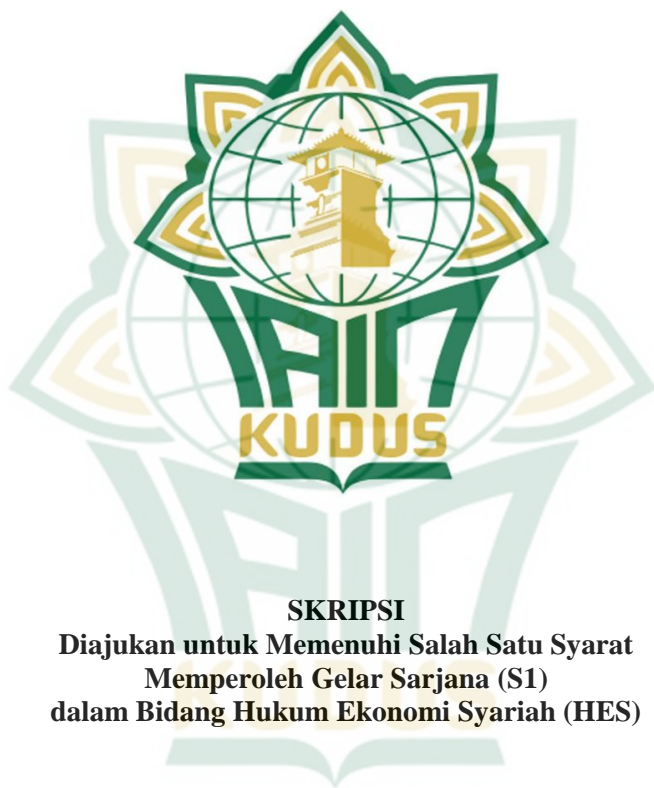 IAIN
KUDUS
SKRIPSI
Diajukan untuk Memenuhi Salah Satu Syarat
Memperoleh Gelar Sarjana (S1)
dalam Bidang Hukum Ekonomi Syariah (HES)